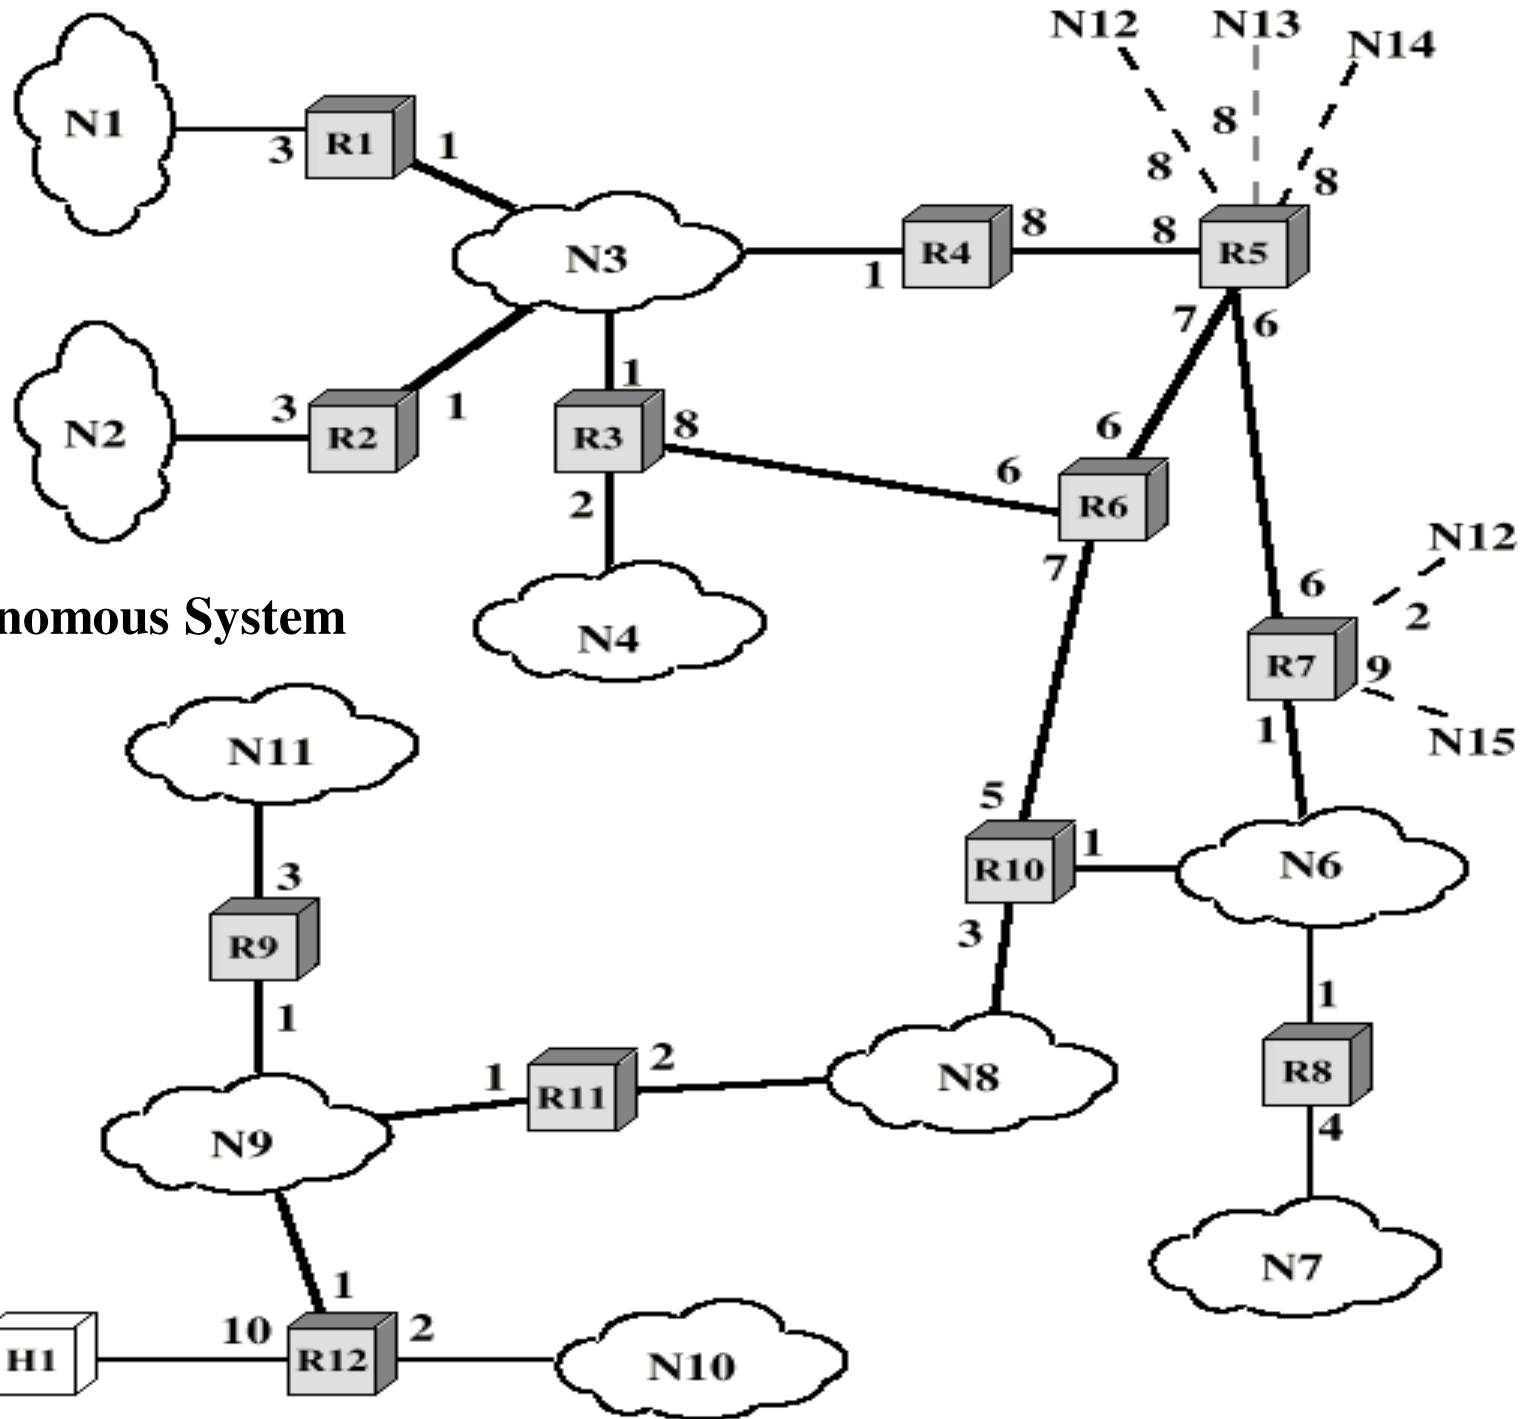 N12 N13 N14
N1 3 R1 1
8 8 8
N3 1 R4 8 8 R5
7 6
N2 3 R2 1
1 R3 8
2
6 6 R6
7
N12
6 2
nomous System
N4
R7 9
1
N15
N11
3
R9
1
5
R10 1 N6
3
1
R8
4
N9 1 R11 2 N8
N7
1
H1 10 R12 2 N10